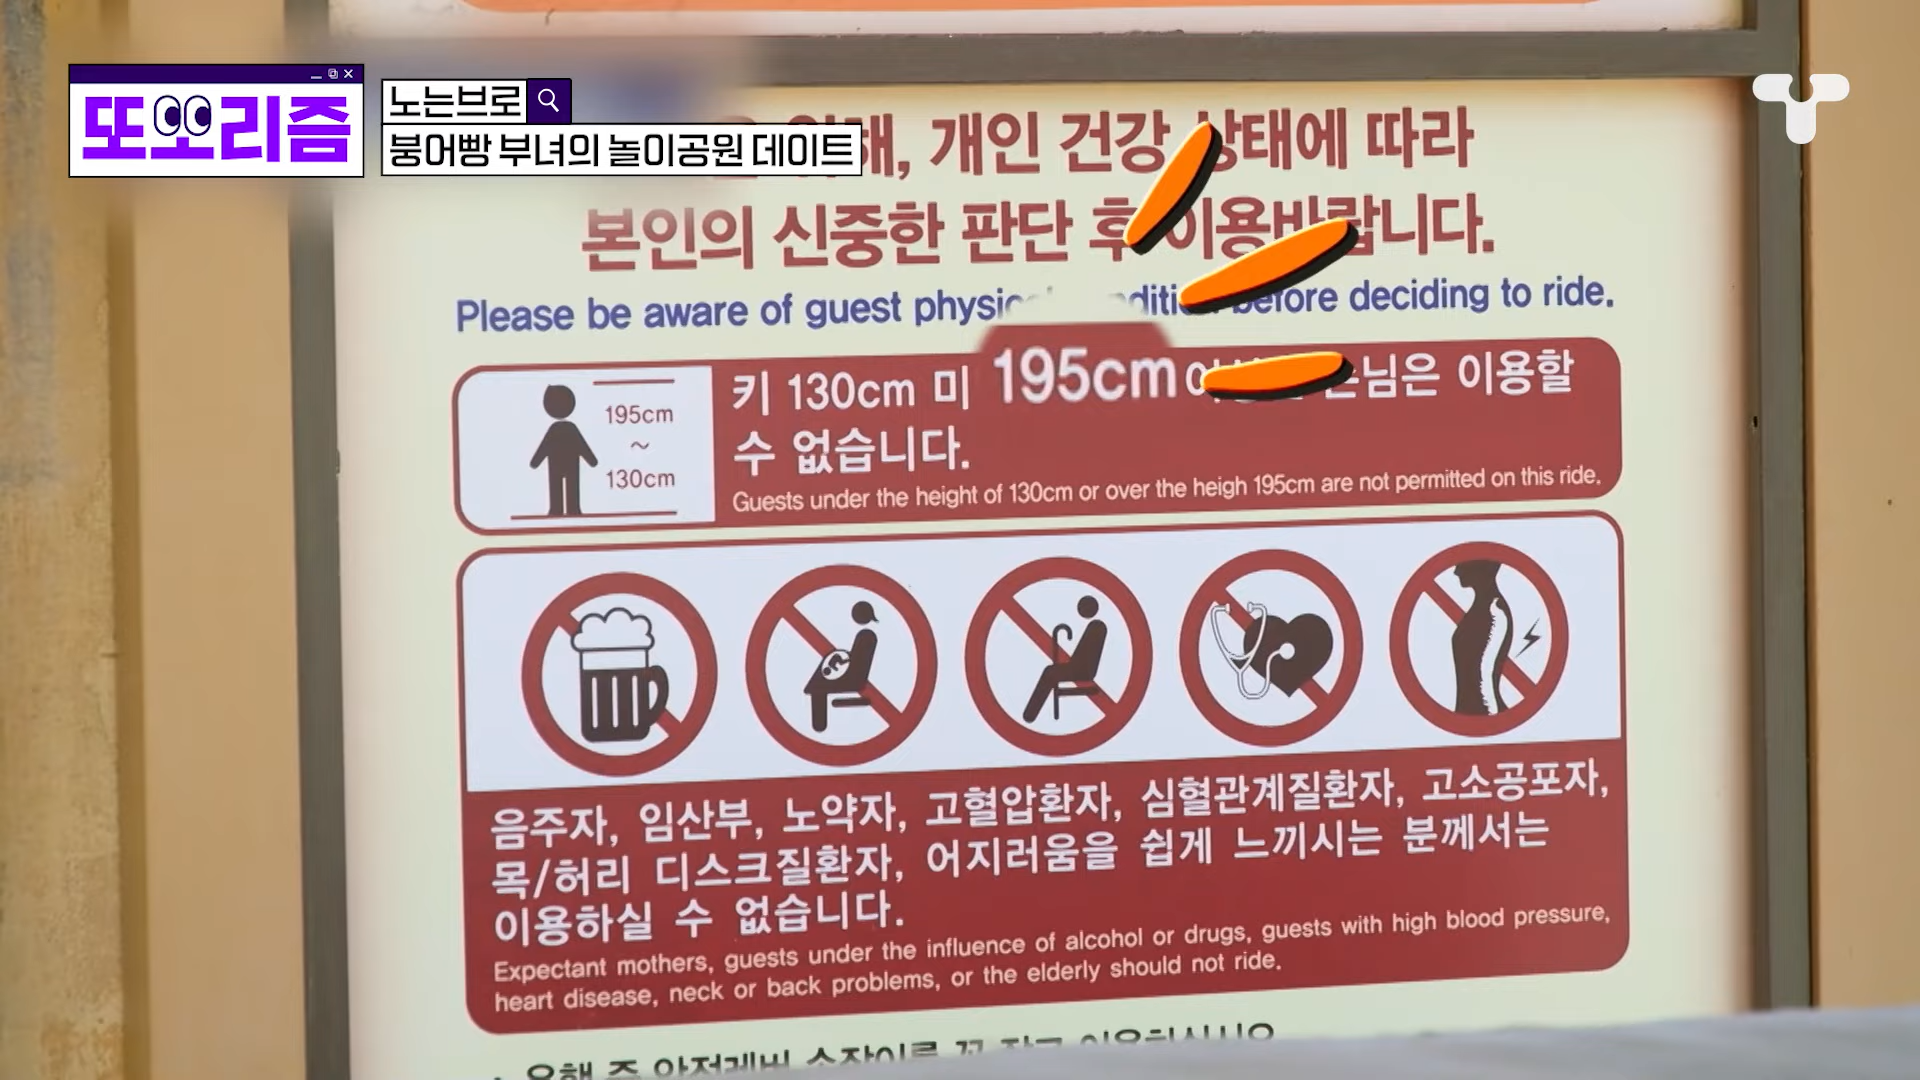 또또리즘
노는브로
붕어빵 부녀의 놀이공원 데이트
위해, 개인 건강 상태에 따라
본인의 신중한 판단 후 이용바랍니다.
Please be aware of guest before deciding to ride.
195cm
~
130cm
키 130cm 미 195cm 손님은 이용할
수 없습니다.
Guests under the height of 130cm or over the heigh 195cm are not permitted on this ride.
음주자, 임산부, 노약자, 고혈압환자, 심혈관계질환자, 고소공포자,
목/허리 디스크질환자, 어지러움을 쉽게 느끼시는 분께서는
이용하실 수 없습니다.
Expectant mothers, guests under the influence of alcohol or drugs, guests with high blood pressure,
heart disease, neck or back problems, or the elderly should not ride.